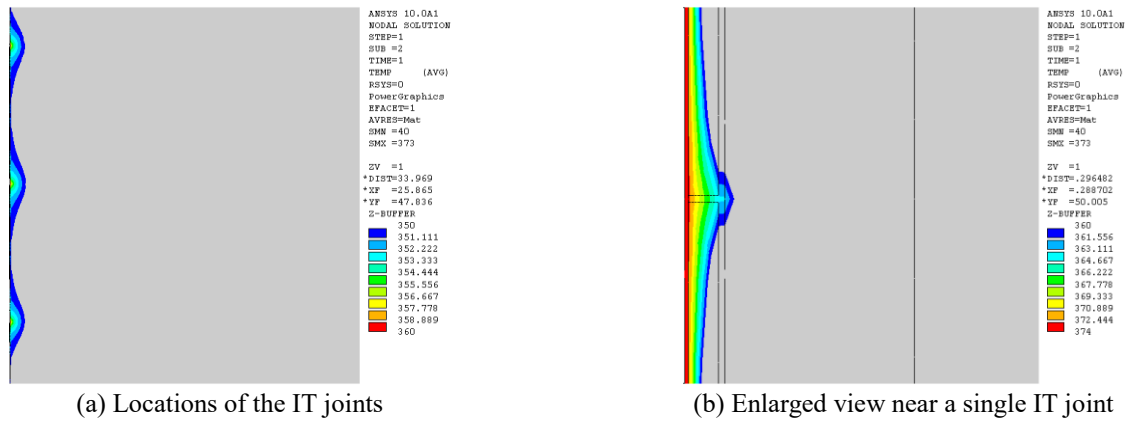 ANSYS 10.0A1
NODAL SOLUTION
STEP=1
SUB =2
TIME=1
TEMP (AVG)
RSYS=0
PowerGraphics
EFACET=1
AVRES=Mat
SMN =40
SMX =373
ZV =1
*DIST=33.969
*XF =25.865
*YF =47.836
Z-BUFFER
350
351.111
352.222
353.333
354.444
355.556
356.667
357.778
358.889
360
(a) Locations of the IT joints
ANSYS 10.0A1
NODAL SOLUTION
STEP=1
SUB =2
TIME=1
TEMP (AVG)
RSYS=0
PowerGraphics
EFACET=1
AVRES=Mat
SMN =40
SMX =373
ZV =1
*DIST=.296482
*XF =.288702
*YF =50.005
Z-BUFFER
360
361.556
363.111
364.667
366.222
367.778
369.333
370.889
372.444
374
(b) Enlarged view near a single IT joint